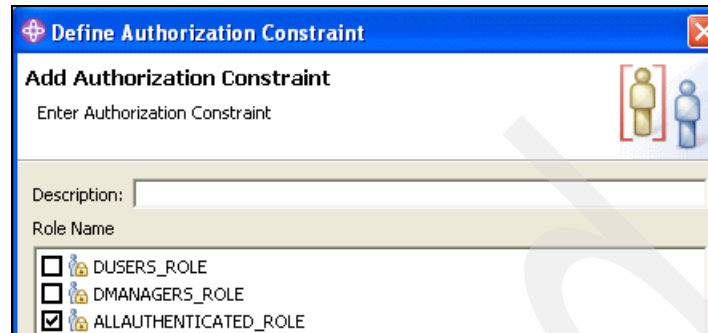 Define Authorization Constraint
Add Authorization Constraint
Enter Authorization Constraint
Description:
Role Name
DUSERS_ROLE
DMANAGERS_ROLE
ALLAUTHENTICATED_ROLE